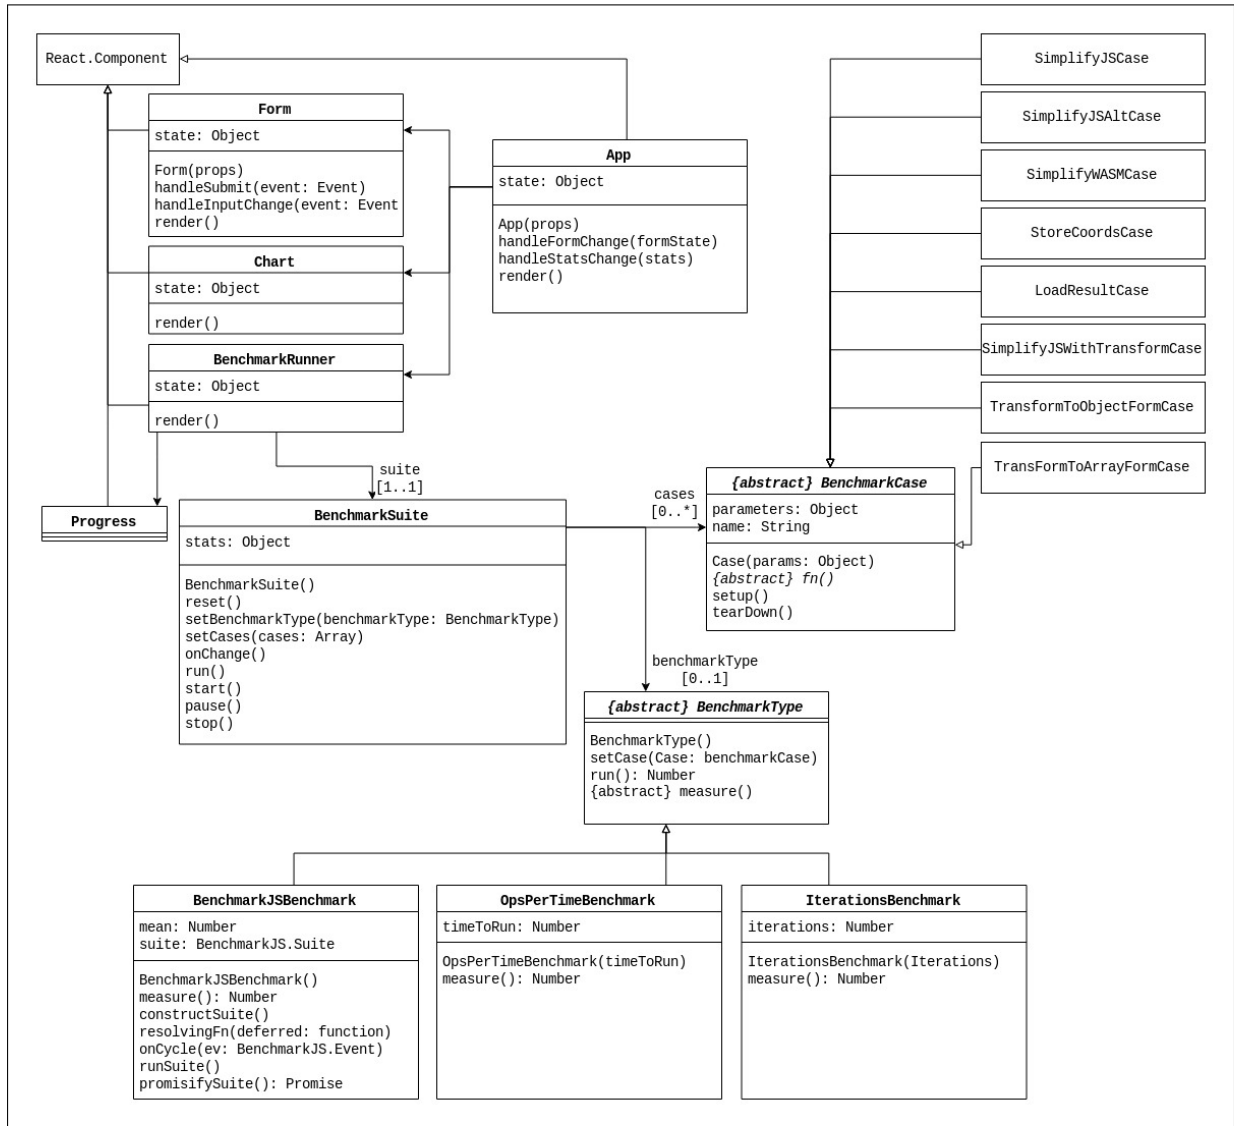 React.Component
Form
state: Object
Form(props)
handleSubmit(event: Event)
handleInputChange(event: Event
render()
Chart
state: Object
render()
BenchmarkRunner
state: Object
render()
App
state: Object
App(props)
handleFormChange(formState)
handleStatsChange(stats)
render()
SimplifyJSCase
SimplifyJSAltCase
SimplifyWASMCase
StoreCoordsCase
LoadResultCase
SimplifyJSWithTransformCase
TransformToObjectFormCase
TransFormToArrayFormCase
suite
[1..1]
cases
[0..*]
Progress
BenchmarkSuite
stats: Object
BenchmarkSuite()
reset()
setBenchmarkType(benchmarkType: BenchmarkType)
setCases(cases: Array)
onChange()
run()
start()
pause()
stop()
{abstract} BenchmarkCase
parameters: Object
name: String
Case(params: Object)
{abstract} fn()
setup()
tearDown()
benchmarkType
[0..1]
{abstract} BenchmarkType
BenchmarkType()
setCase(Case: benchmarkCase)
run(): Number
{abstract} measure()
BenchmarkJSBenchmark
mean: Number
suite: BenchmarkJS.Suite
BenchmarkJSBenchmark()
measure(): Number
constructSuite()
resolvingFn(deferred: function)
onCycle(ev: BenchmarkJS.Event)
runSuite()
promisifySuite(): Promise
OpsPerTimeBenchmark
timeToRun: Number
OpsPerTimeBenchmark(timeToRun)
measure(): Number
IterationsBenchmark
iterations: Number
IterationsBenchmark(Iterations)
measure(): Number